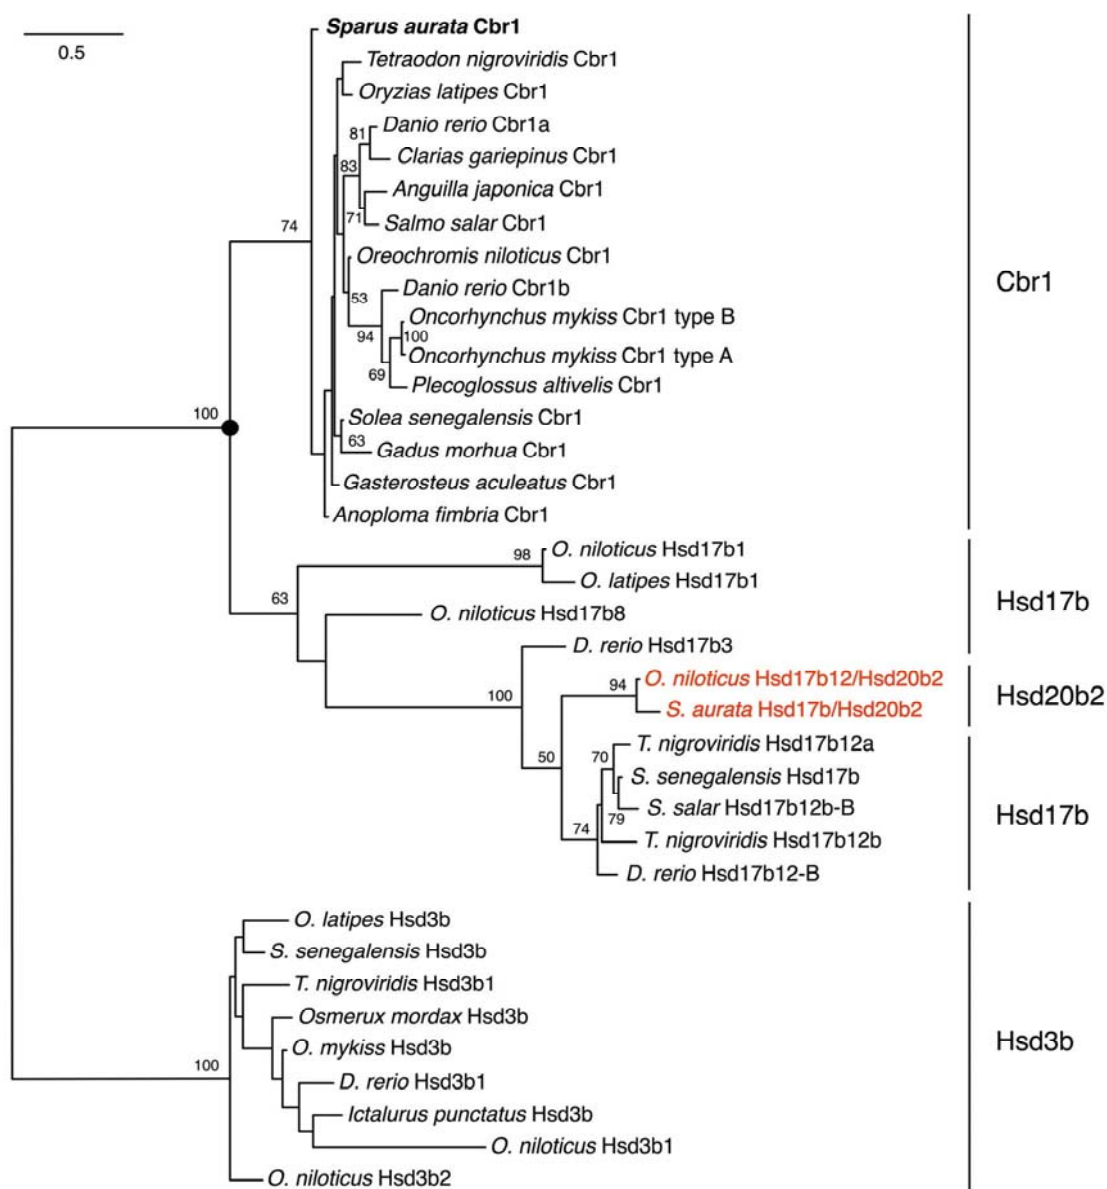 0.5
Sparus aurata Cbr1
Tetraodon nigroviridis Cbr1
Oryzias latipes Cbr1
81
Danio rerio Cbr1a
Clarias gariepinus Cbr1
83
Anguilla japonica Cbr1
71
Salmo salar Cbr1
74
Oreochromis niloticus Cbr1
Cbr1
Danio rerio Cbr1b
53
Oncorhynchus mykiss Cbr1 type B
94
100
Oncorhynchus mykiss Cbr1 type A
69
Plecoglossus altivelis Cbr1
100
Solea senegalensis Cbr1
63
Gadus morhua Cbr1
Gasterosteus aculeatus Cbr1
Anoploma fimbria Cbr1
98
O. niloticus Hsd17b1
O. latipes Hsd17b1
63
Hsd17b
O. niloticus Hsd17b8
D. rerio Hsd17b3
94
O. niloticus Hsd17b12/Hsd20b2
100
Hsd20b2
S. aurata Hsd17b/Hsd20b2
T. nigroviridis Hsd17b12a
50
70
S. senegalensis Hsd17b
S. salar Hsd17b12b-B
79
Hsd17b
74
T. nigroviridis Hsd17b12b
D. rerio Hsd17b12-B
O. latipes Hsd3b
S. senegalensis Hsd3b
T. nigroviridis Hsd3b1
Osmerux mordax Hsd3b
Hsd3b
O. mykiss Hsd3b
100
D. rerio Hsd3b1
Ictalurus punctatus Hsd3b
O. niloticus Hsd3b1
O. niloticus Hsd3b2